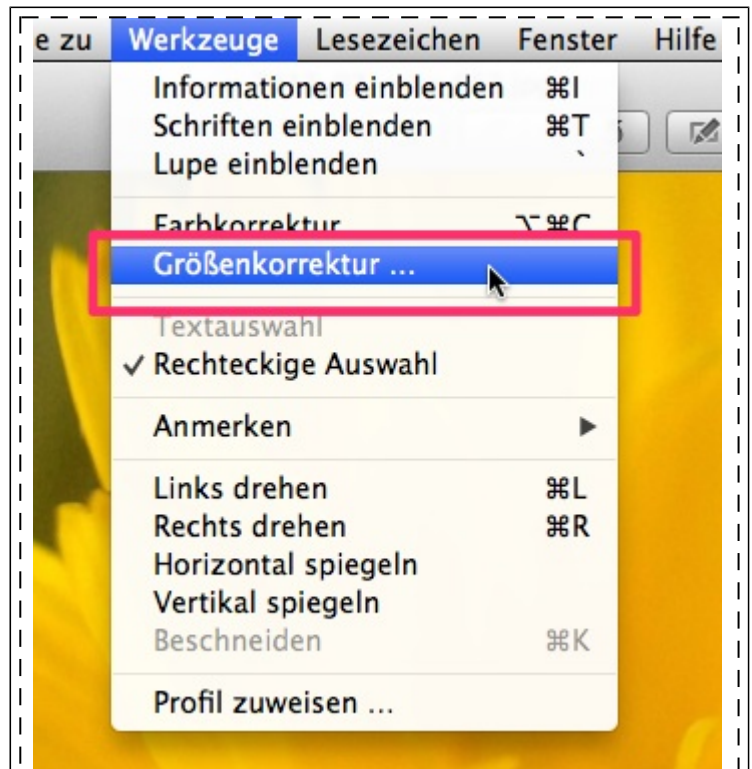 e zu Werkzeuge Lesezeichen Fenster Hilfe
Informationen einblenden ⌘I
Schriften einblenden ⌘T
Lupe einblenden `
Farbkorrektur ⌥⌘C
Größenkorrektur ...
Textauswahl
✓ Rechteckige Auswahl
Anmerken ▶
Links drehen ⌘L
Rechts drehen ⌘R
Horizontal spiegeln
Vertikal spiegeln
Beschneiden ⌘K
Profil zuweisen ...